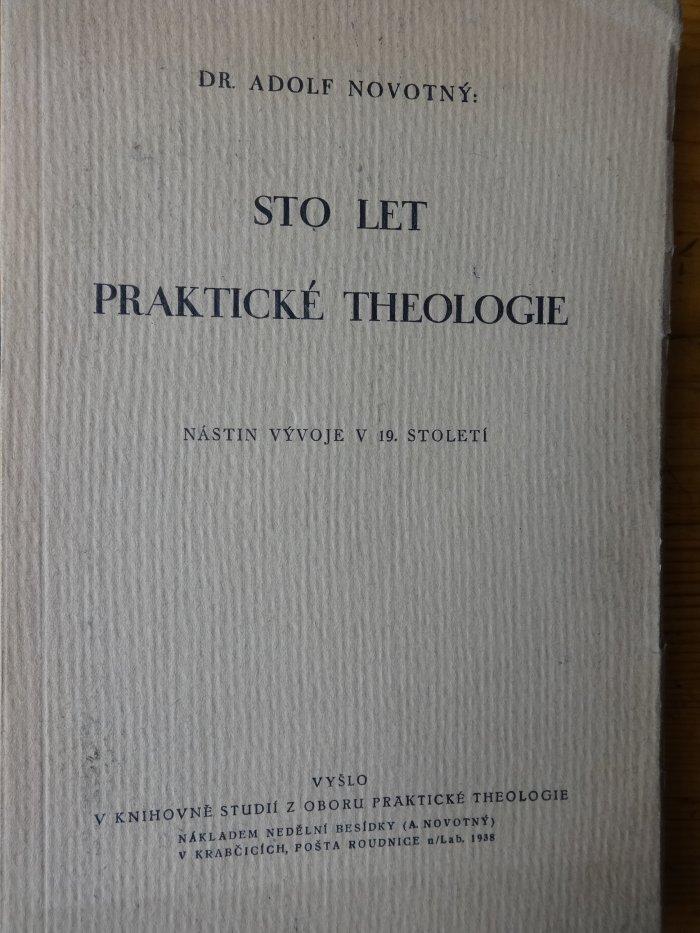 DR. ADOLF NOVOTNÝ:
STO LET
PRAKTICKÉ THEOLOGIE
NÁSTIN VÝVOJE V 19. STOLETÍ
VYŠLO
V KNIHOVNĚ STUDIÍ Z OBORU PRAKTICKÉ THEOLOGIE
NÁKLADEM NEDĚLNÍ BESÍDKY (A. NOVOTNÝ)
V KRABČICÍCH, POŠTA ROUDNICE n/Lab. 1938